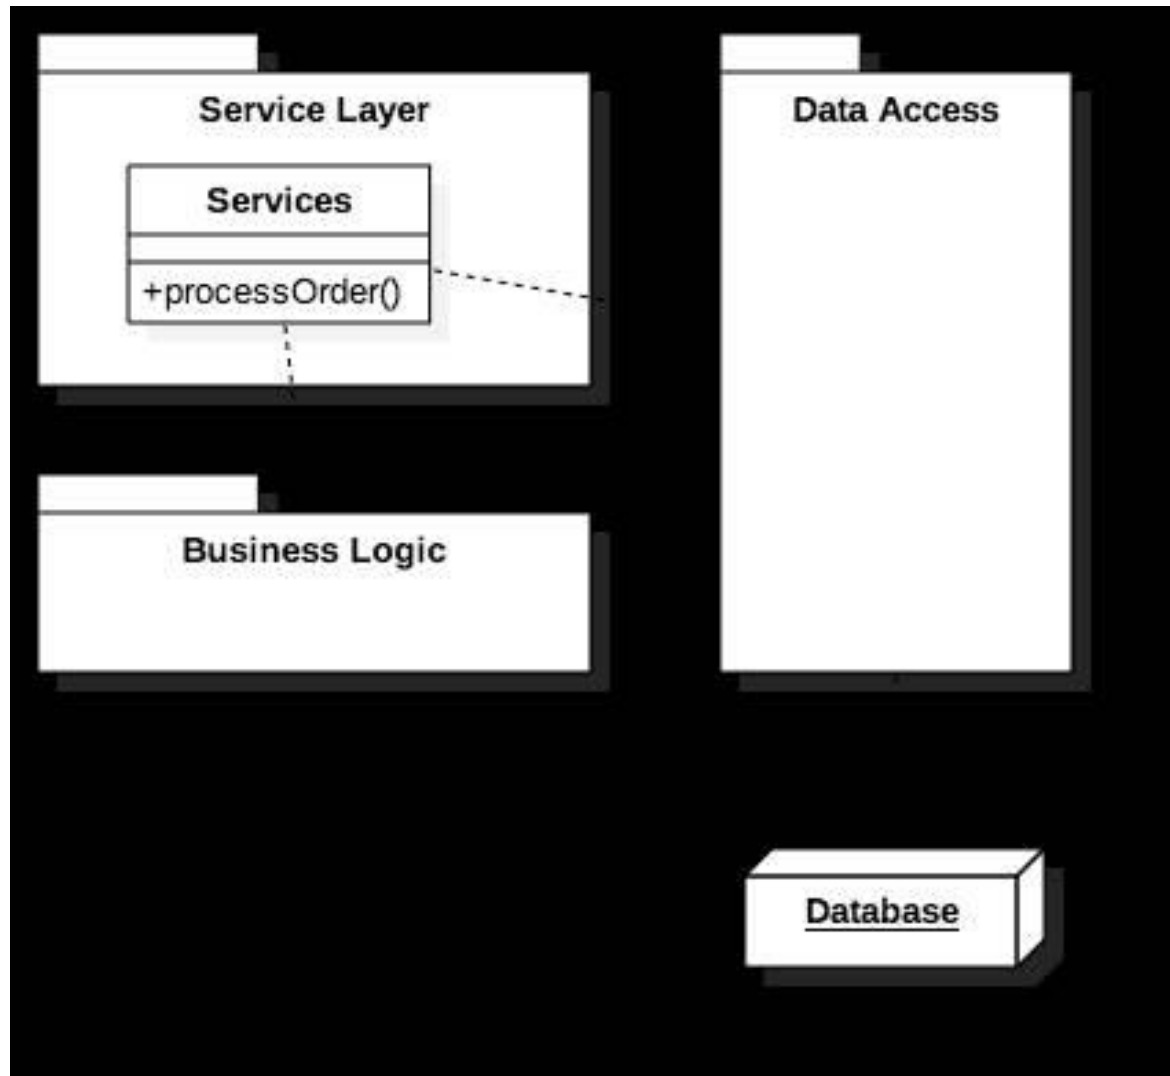 Service Layer
Services
+processOrder()
Data Access
Business Logic
Database